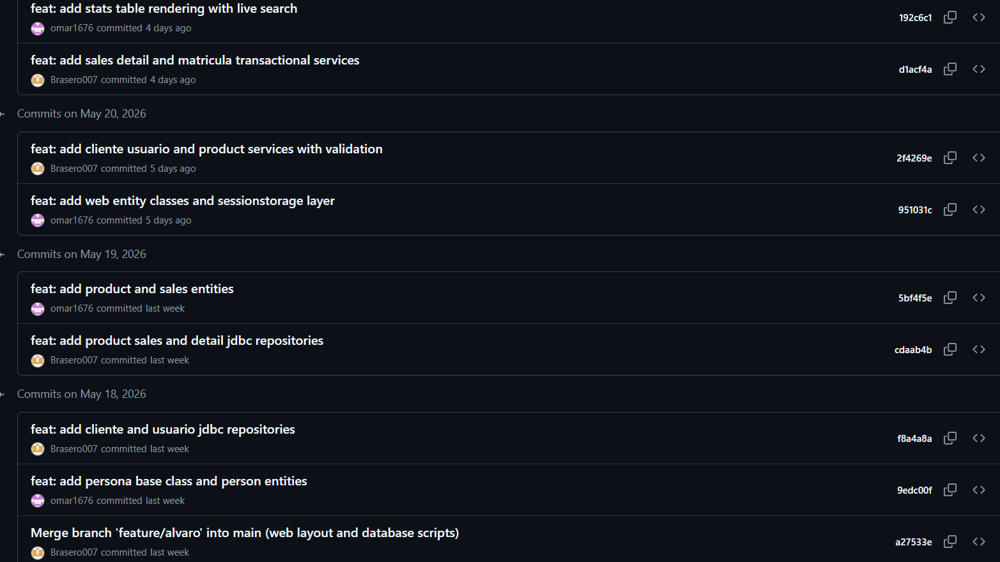 feat: add stats table rendering with live search
omar1676 committed 4 days ago
192c6c1
feat: add sales detail and matricula transactional services
Brasero007 committed 4 days ago
d1acf4a
Commits on May 20, 2026
feat: add cliente usuario and product services with validation
Brasero007 committed 5 days ago
2f4269e
feat: add web entity classes and sessionstorage layer
omar1676 committed 5 days ago
951031c
Commits on May 19, 2026
feat: add product and sales entities
omar1676 committed last week
5bf4f5e
feat: add product sales and detail jdbc repositories
Brasero007 committed last week
cdaab4b
Commits on May 18, 2026
feat: add cliente and usuario jdbc repositories
Brasero007 committed last week
f8a4a8a
feat: add persona base class and person entities
omar1676 committed last week
9edc00f
Merge branch 'feature/alvaro' into main (web layout and database scripts)
Brasero007 committed last week
a27533e